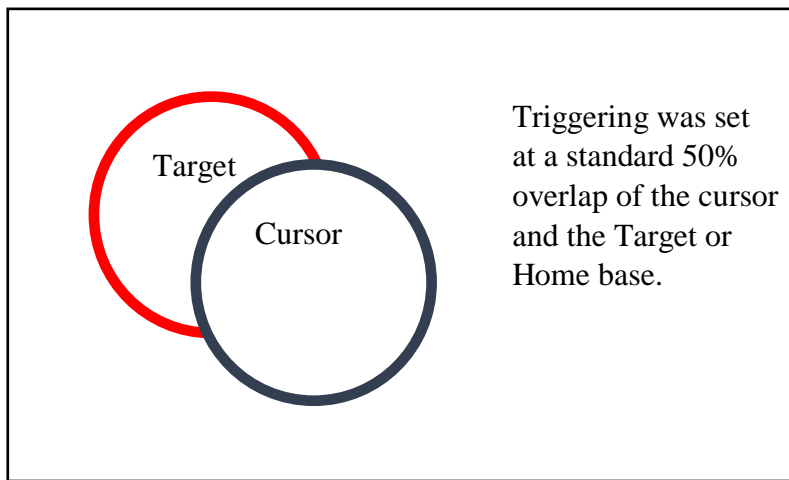 Target
Cursor
Triggering was set
at a standard 50%
overlap of the cursor
and the Target or
Home base.